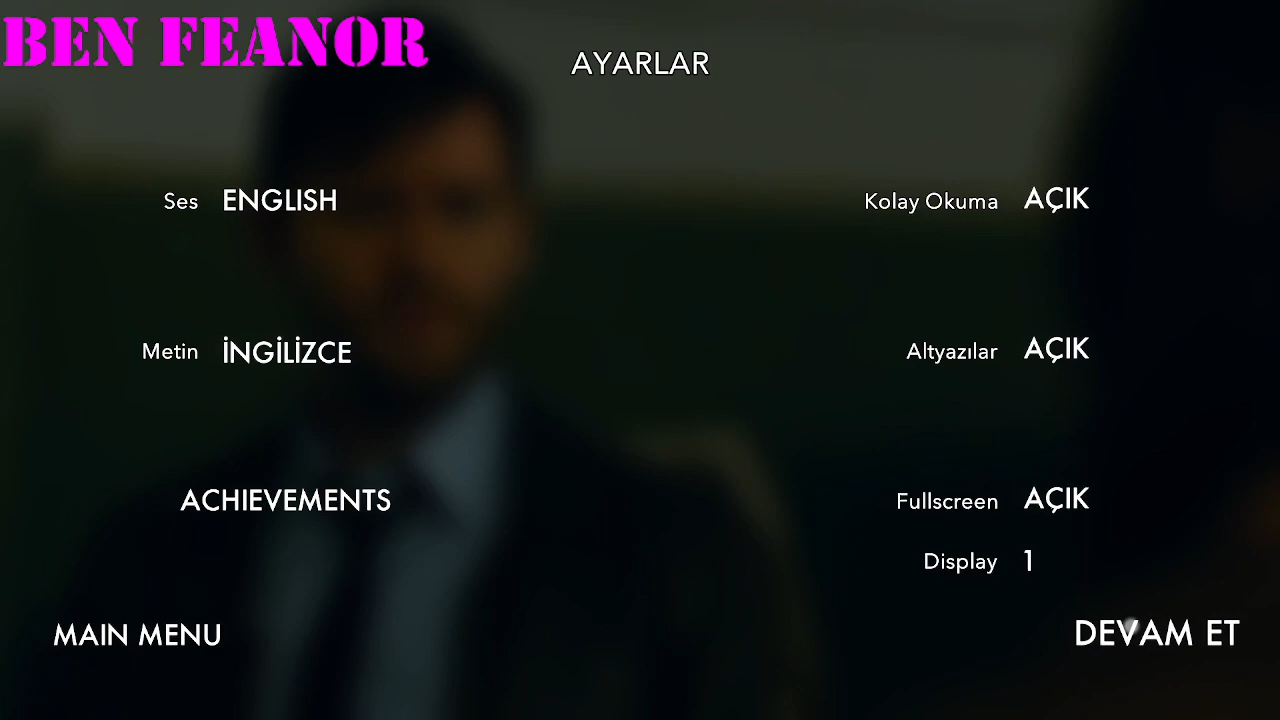 BEN FEANOR
AYARLAR
Ses ENGLISH
Kolay Okuma AÇIK
Metin İNGİLİZCE
Altyazılar AÇIK
ACHIEVEMENTS
Fullscreen AÇIK
Display 1
MAIN MENU
DEVAM ET